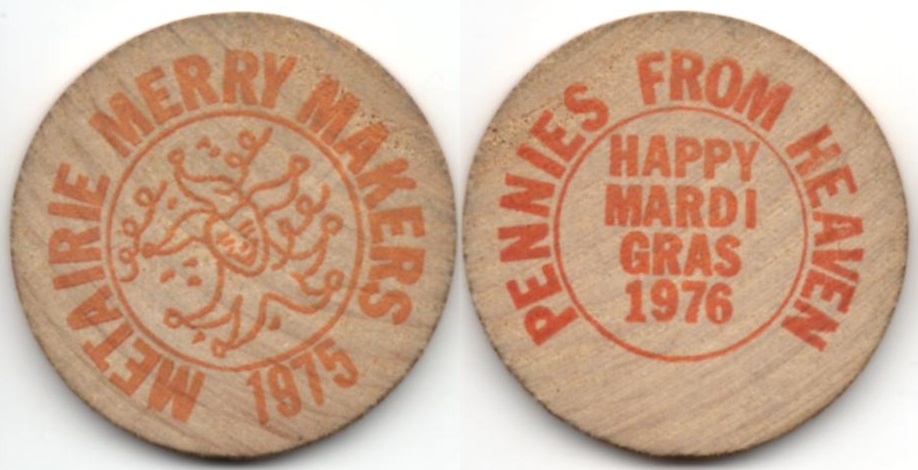 METAIRIE MERRY MAKERS
1975
PENNIES FROM HEAVEN
HAPPY
MARDI
GRAS
1976